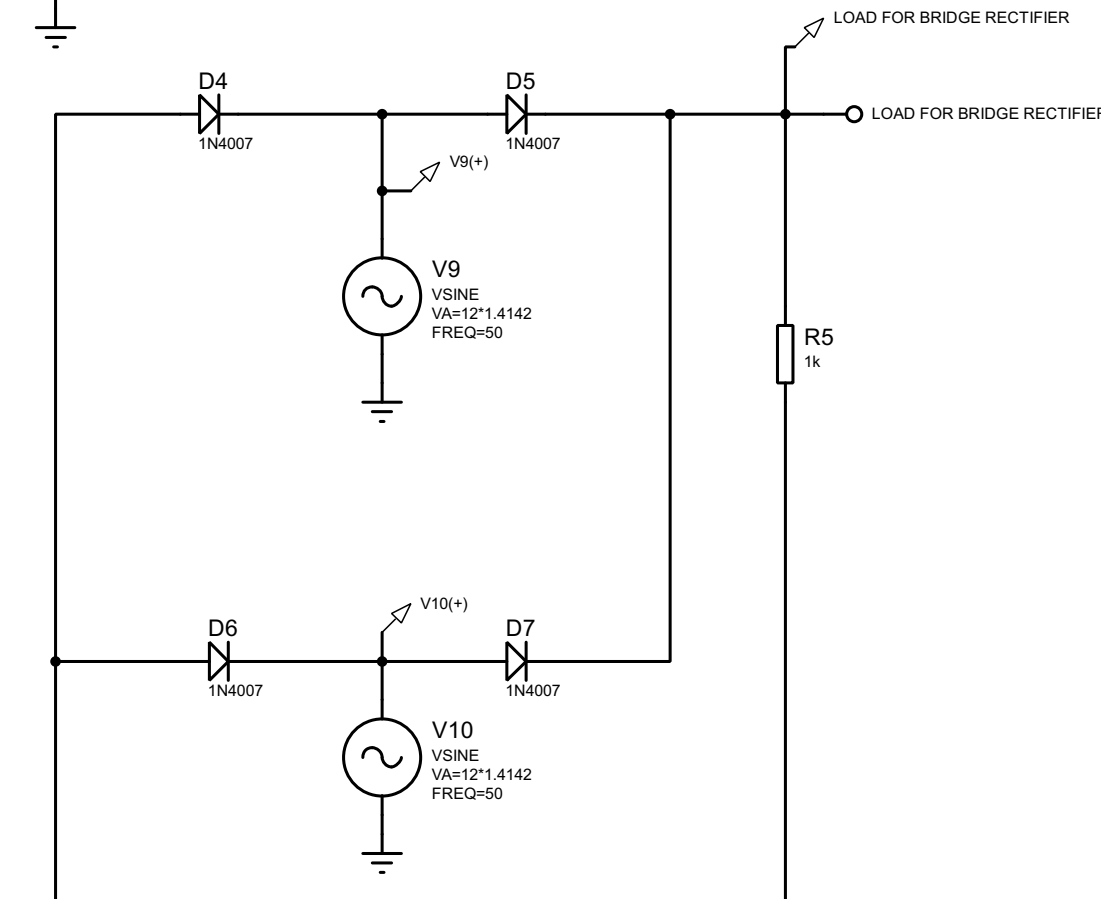 LOAD FOR BRIDGE RECTIFIER
D4
1N4007
D5
1N4007
LOAD FOR BRIDGE RECTIFIER
V9(+)
V9
VSINE
VA=12*1.4142
FREQ=50
R5
1k
V10(+)
D6
1N4007
D7
1N4007
V10
VSINE
VA=12*1.4142
FREQ=50